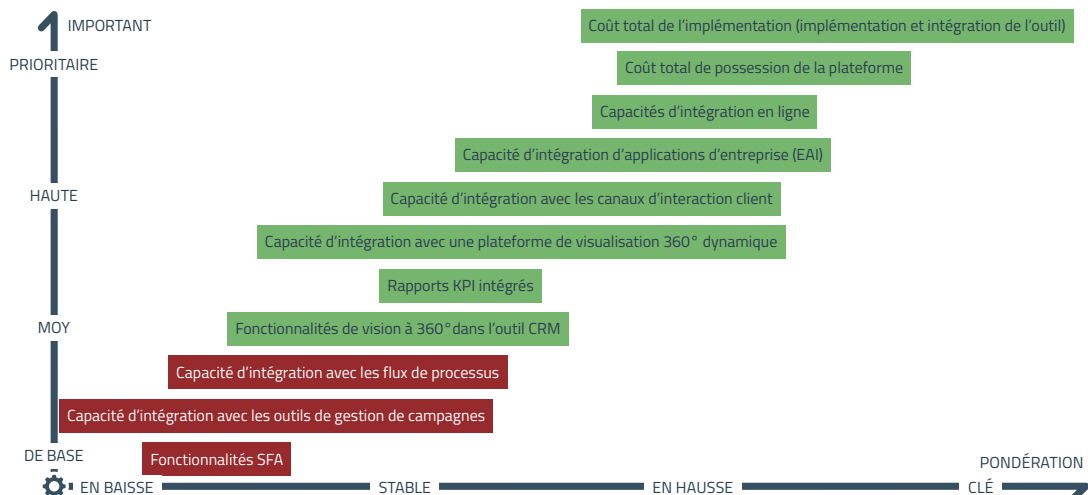 IMPORTANT
Coût total de l'implémentation (implémentation et intégration de l'outil)
PRIORITAIRE
Coût total de possession de la plateforme
Capacités d'intégration en ligne
Capacité d'intégration d'applications d'entreprise (EAI)
HAUTE
Capacité d'intégration avec les canaux d'interaction client
Capacité d'intégration avec une plateforme de visualisation 360° dynamique
Rapports KPI intégrés
MOY
Fonctionnalités de vision à 360°dans l'outil CRM
Capacité d'intégration avec les flux de processus
Capacité d'intégration avec les outils de gestion de campagnes
DE BASE
Fonctionnalités SFA
PONDÉRATION
EN BAISSE
STABLE
EN HAUSSE
CLÉ